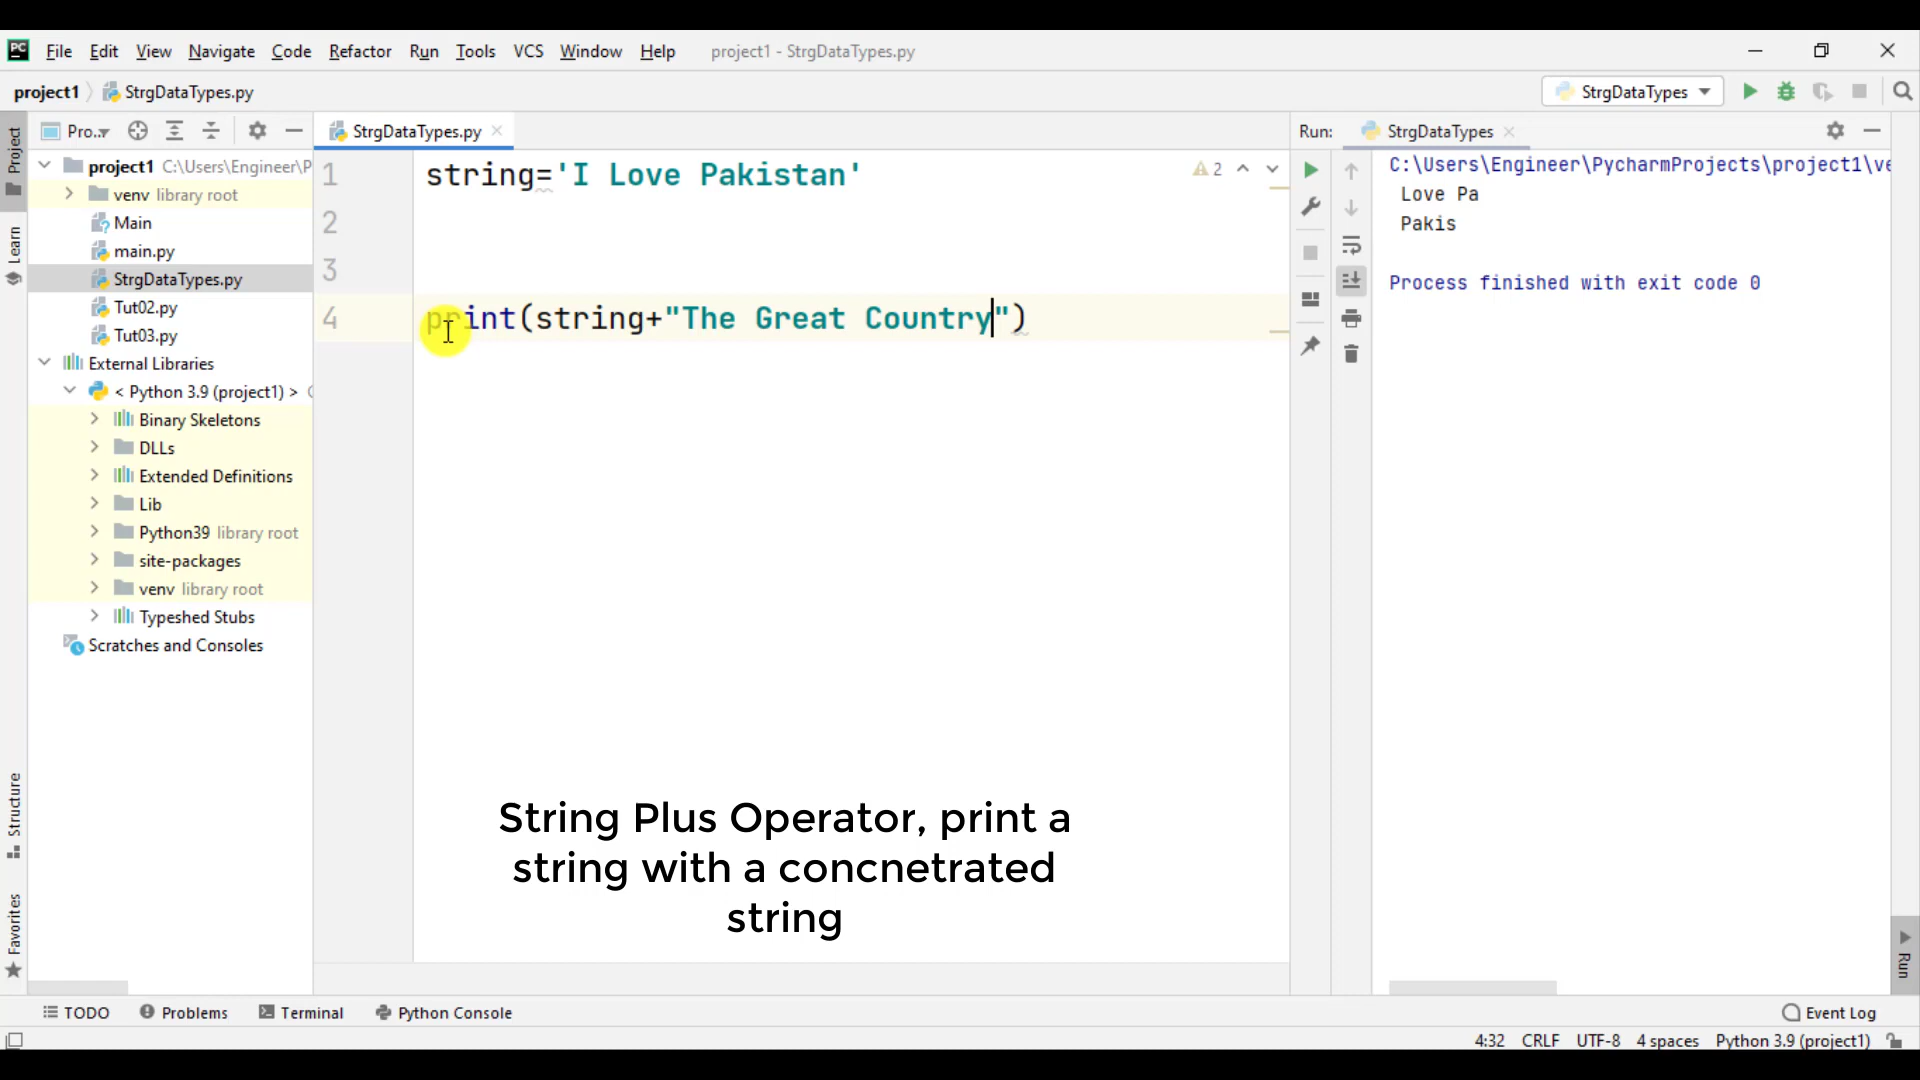 PC File Edit View Navigate Code Refactor Run Tools VCS Window Help project1 - StrgDataTypes.py
project1 StrgDataTypes.py StrgDataTypes
Project
Learn
Structure
Favorites
Pro..
project1 C:\Users\Engineer\P
venv library root
Main
main.py
StrgDataTypes.py
Tut02.py
Tut03.py
External Libraries
< Python 3.9 (project1) >
Binary Skeletons
DLLs
Extended Definitions
Lib
Python39 library root
site-packages
venv library root
Typeshed Stubs
Scratches and Consoles
StrgDataTypes.py
1 string='I Love Pakistan'
2
3
4 print(string+"The Great Country")
2
String Plus Operator, print a
string with a concnetrated
string
Run: StrgDataTypes
C:\Users\Engineer\PycharmProjects\project1\ve
Love Pa
Pakis
Process finished with exit code 0
Run
TODO Problems Terminal Python Console Event Log
4:32 CRLF UTF-8 4 spaces Python 3.9 (project1)